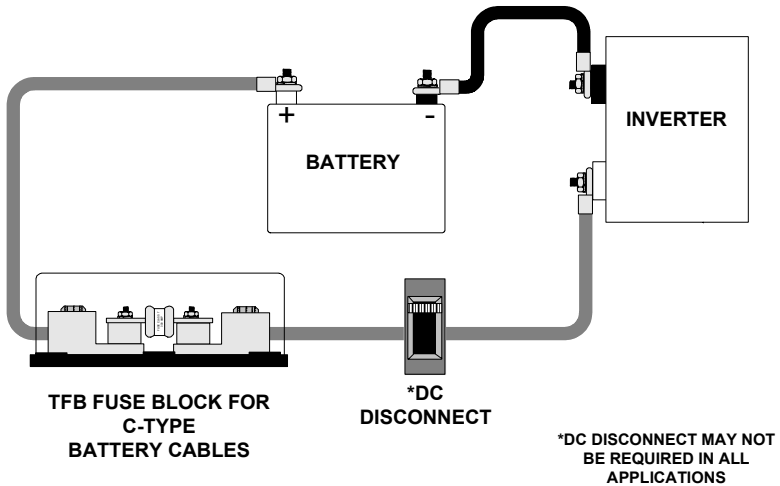 +
-
BATTERY
INVERTER
TFB FUSE BLOCK FOR
C-TYPE
BATTERY CABLES
*DC
DISCONNECT
*DC DISCONNECT MAY NOT
BE REQUIRED IN ALL
APPLICATIONS